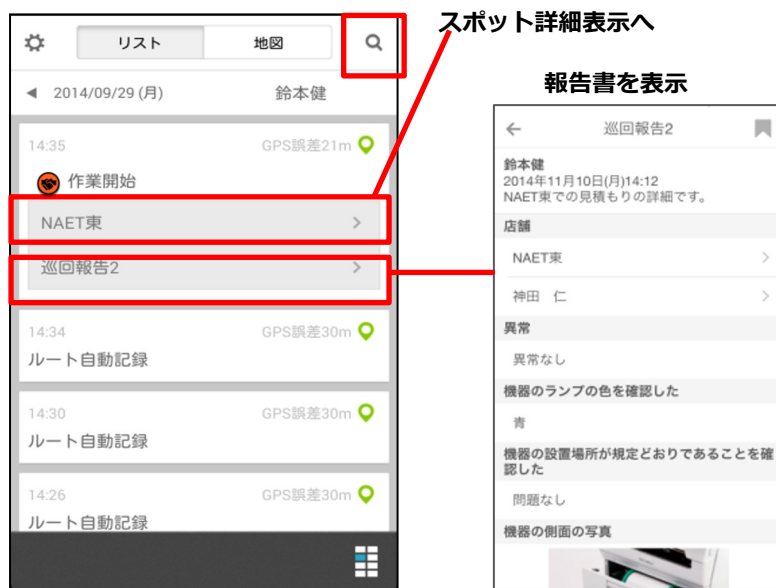 スポット詳細表示へ
リスト
地図
2014/09/29 (月)
鈴木健
14:35
GPS誤差21m
作業開始
NAET東
巡回報告2
14:34
GPS誤差30m
ルート自動記録
14:30
GPS誤差30m
ルート自動記録
14:26
GPS誤差30m
ルート自動記録
報告書を表示
巡回報告2
鈴木健
2014年11月10日(月)14:12
NAET東での見積もりの詳細です。
店舗
NAET東
神田　仁
異常
異常なし
機器のランプの色を確認した
青
機器の設置場所が規定どおりであることを確
認した
問題なし
機器の側面の写真